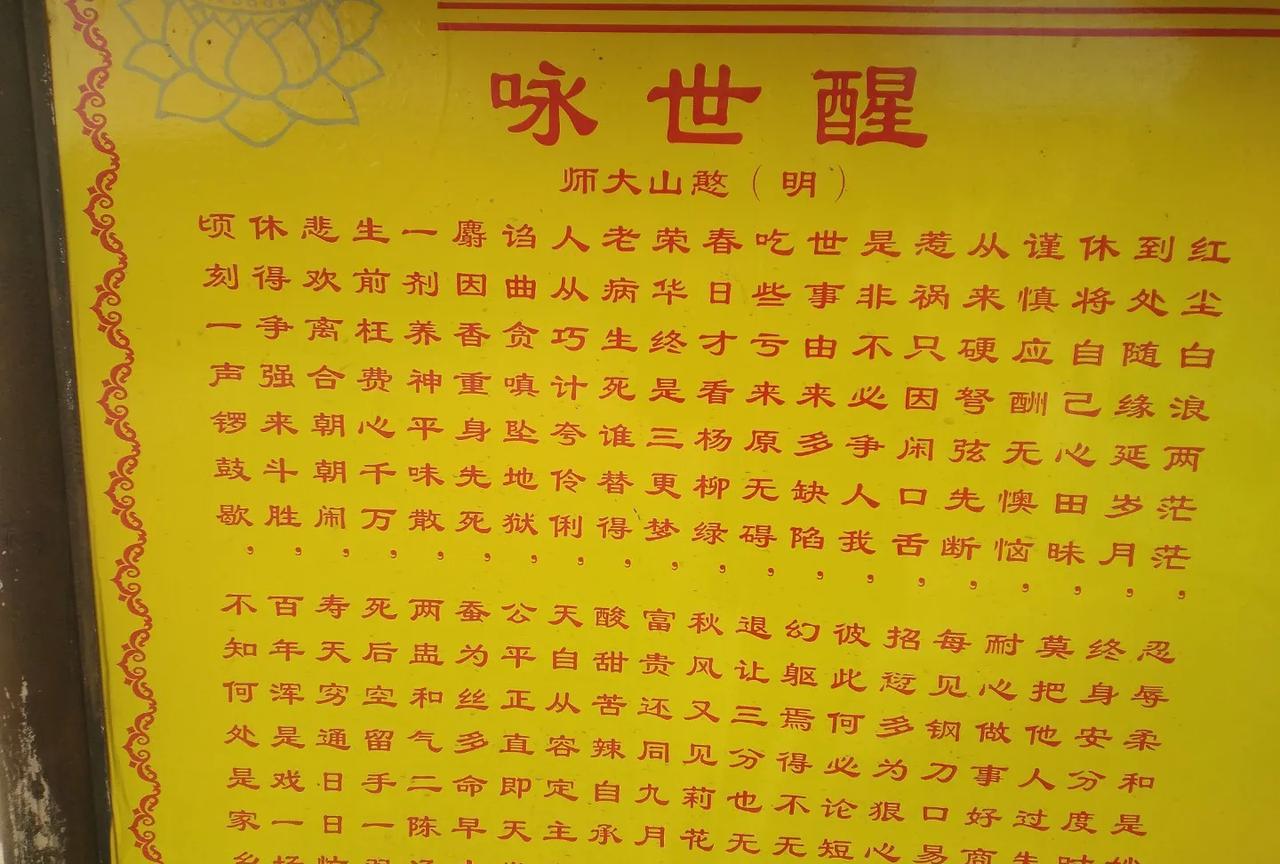 醒世咏
（明）憨山大师
红尘白浪两茫茫，忍辱柔和是妙
到处随缘延岁月，终身安分度时
休将自己心田昧，莫把他人过失
谨慎应酬无懊恼，耐心做事好商
从来硬弩弦先断，每见钢刀口易
惹祸只因闹口舌，招愆多为狠心
是非不必争人我，彼此何必论短
世事由来多缺陷，幻躯焉得不无
吃些亏来原无碍，退让三分也无
春日才看杨柳绿，秋风又见莉花
荣华终是三更梦，富贵还同九月
老病生死谁替得，酸甜苦辣自承
人从巧计夸伶俐，天自从容定主
谄曲贪嗔坠地狱，公平正直即天
麝因香重身先死，蚕为丝多命早
一剂养神平味散，两盅和气二陈
生前枉费心千万，死后空留手一
悲欢离合朝朝闹，寿天穷通日日
休得争强来斗胜，百年浑是戏一
顷刻一声锣鼓歇，不知何处是家